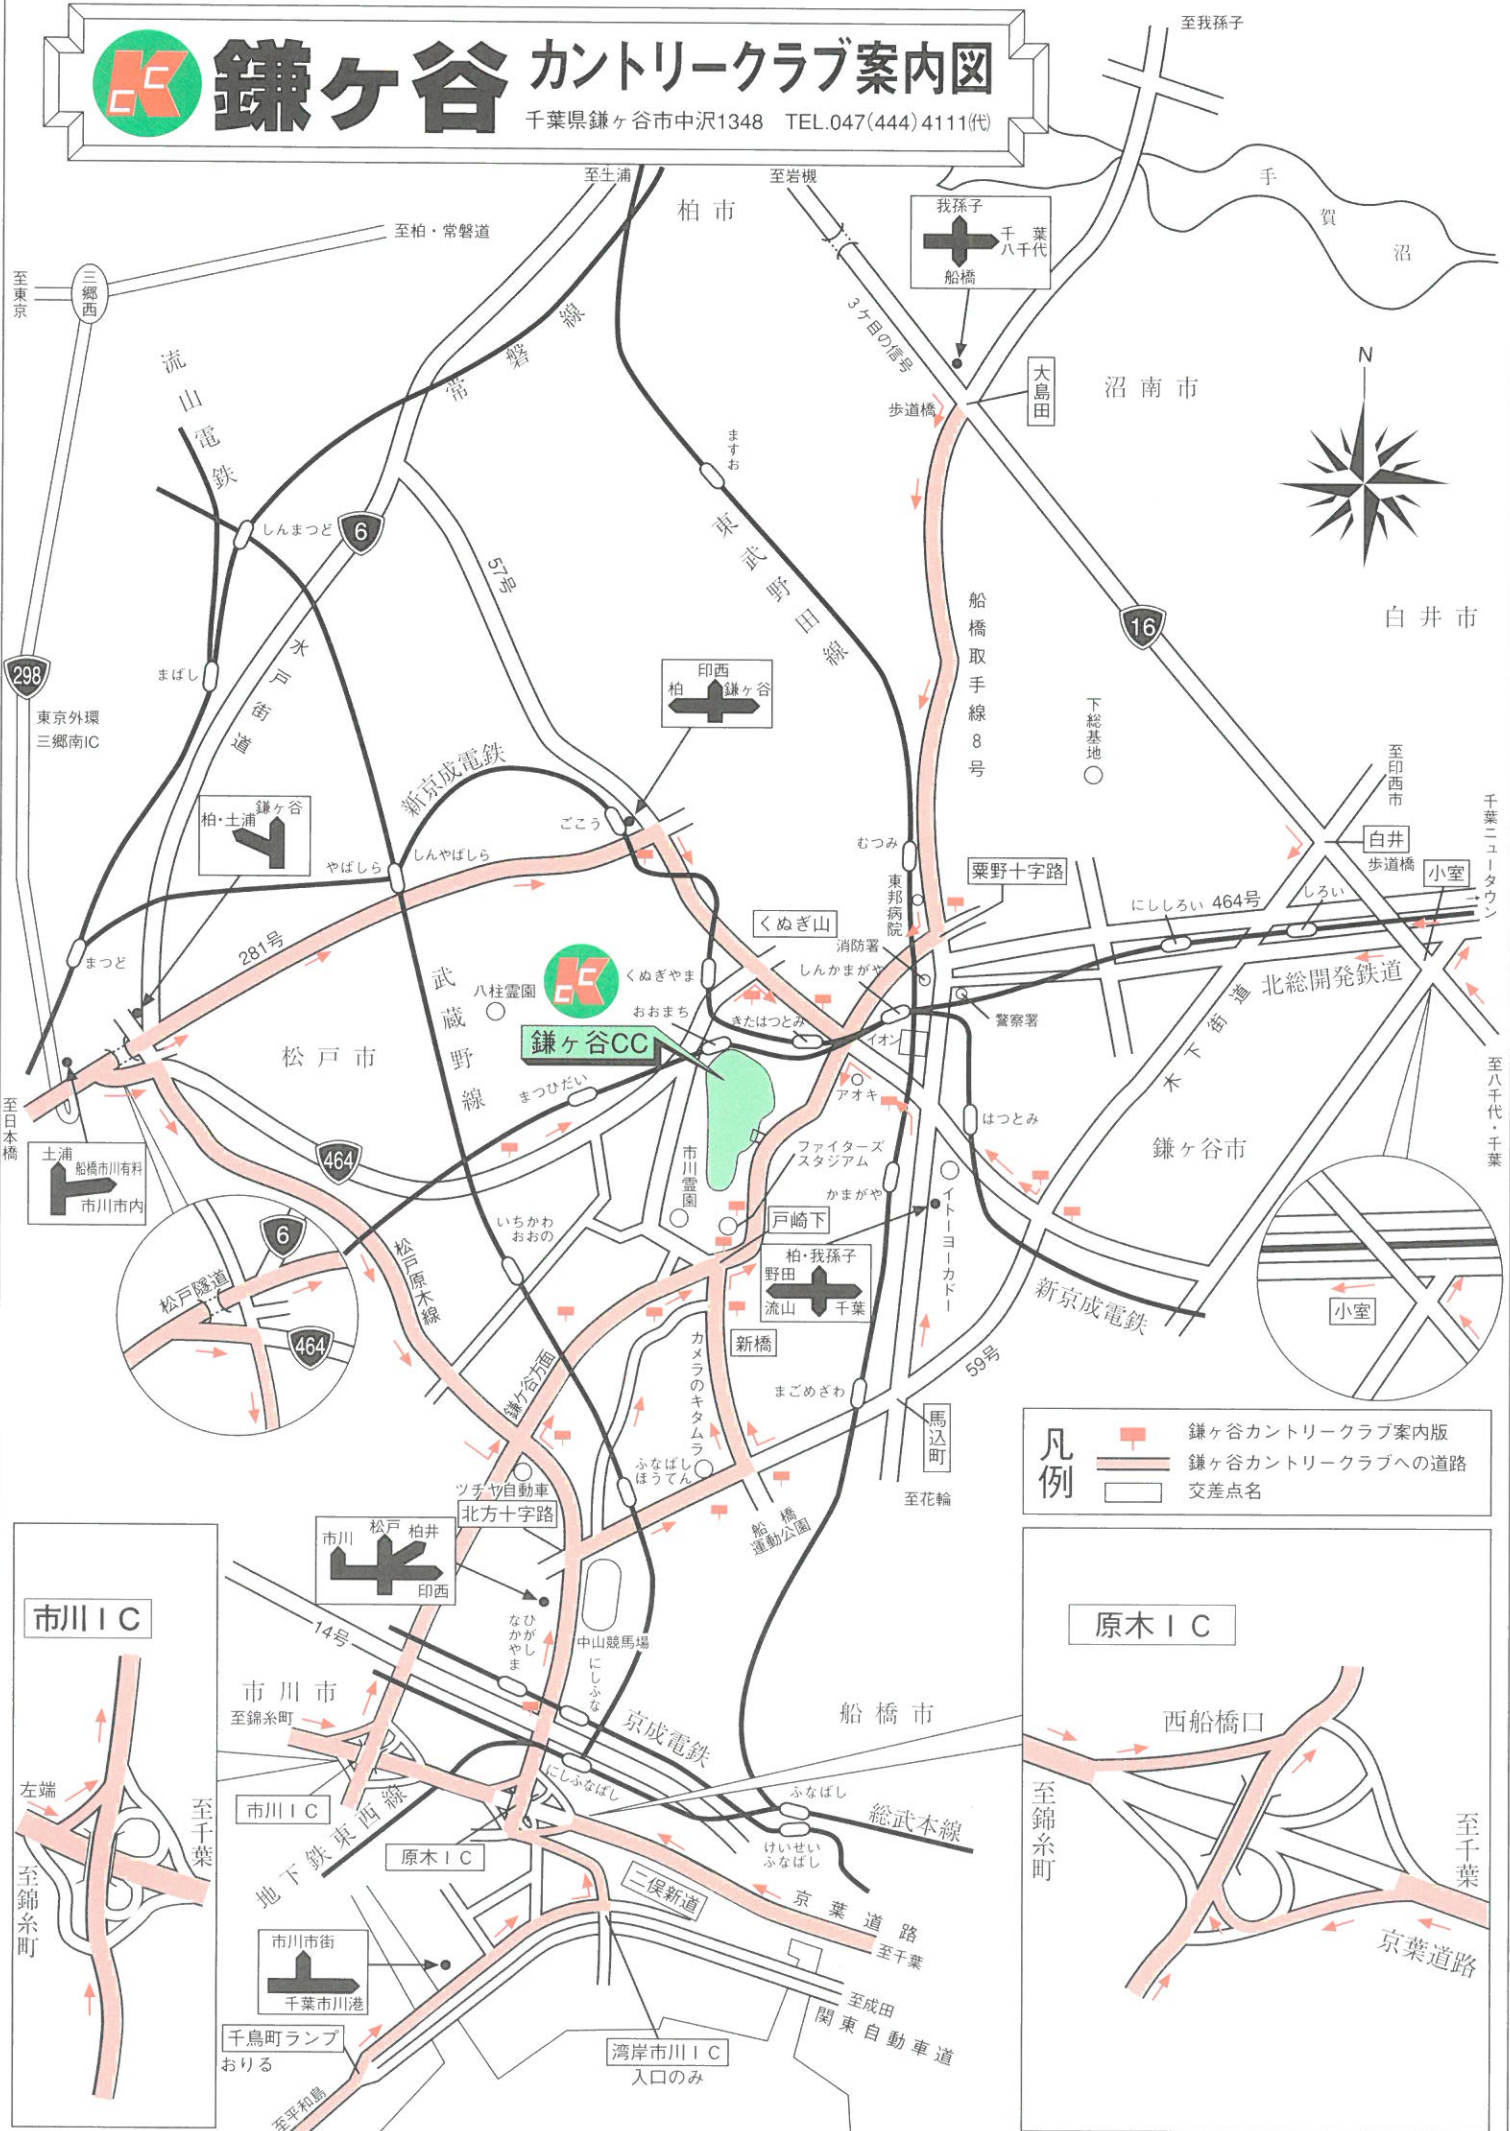 鎌ヶ谷 カントリークラブ案内図
千葉県鎌ヶ谷市中沢1348 TEL.047(444)4111(代)
至我孫子
至土浦
柏市
至岩槻
手賀沼
至柏・常磐道
至東京
三郷西
我孫子
千葉
八千代
船橋
3ケ目の信号
常磐線
流山電鉄
大島田
歩道橋
沼南市
N
ますお
しんまつど
6
57号
東武野田線
船橋取手線8号
16
白井市
水戸街道
まばし
298
東京外環
三郷南IC
印西
柏
鎌ヶ谷
下総基地
至印西市
新京成電鉄
鎌ヶ谷
柏・土浦
ごこう
千葉ニュータウン
しんやばしら
やばしら
むつみ
白井
歩道橋
粟野十字路
小室
東邦病院
にししろい
464号
しろい
くぬぎ山
消防署
281号
まつど
しんかまがや
武蔵野線
くぬぎやま
八柱霊園
北総開発鉄道
おおまち
きたはつとみ
警察署
木下街道
鎌ヶ谷CC
イオン
松戸市
まつひだい
アオキ
至日本橋
至八千代・千葉
はつとみ
土浦
船橋市川有料
市川市内
464
市川霊園
ファイターズ
スタジアム
鎌ヶ谷市
かまがや
6
いちかわ
おおの
戸崎下
イトーヨーカドー
松戸隧道
松戸原木線
柏・我孫子
野田
流山
千葉
新京成電鉄
小室
464
カメラのキタムラ
新橋
59号
鎌ケ谷方面
まごめざわ
馬込町
凡例
鎌ヶ谷カントリークラブ案内版
鎌ヶ谷カントリークラブへの道路
交差点名
ふなばし
ほうてん
ツチヤ自動車
北方十字路
至花輪
船橋
運動公園
市川
松戸
柏井
印西
市川IC
14号
ひがし
なかやま
中山競馬場
にしふな
原木IC
市川市
至錦糸町
京成電鉄
船橋市
西船橋口
左端
至千葉
至錦糸町
市川IC
にしふなばし
ふなばし
総武本線
地下鉄東西線
原木IC
けいせい
ふなばし
至錦糸町
至千葉
二俣新道
京葉道路
至千葉
京葉道路
市川市街
千葉市川港
至成田
関東自動車道
千鳥町ランプ
おりる
湾岸市川IC
入口のみ
至平和島